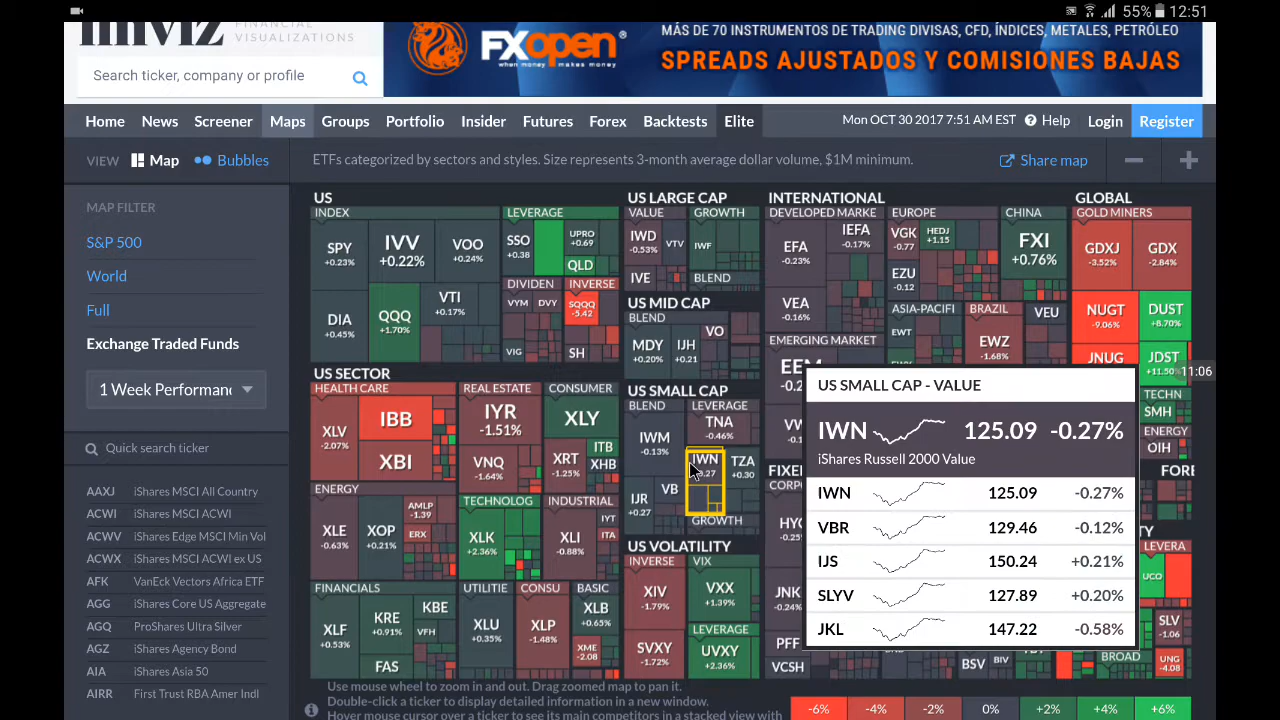 55% 12:51
finviz FINANCIAL
VISUALIZATIONS
Search ticker, company or profile
FXopen®
when money makes money
MÁS DE 70 INSTRUMENTOS DE TRADING DIVISAS, CFD, ÍNDICES, METALES, PETRÓLEO
SPREADS AJUSTADOS Y COMISIONES BAJAS
Home News Screener Maps Groups Portfolio Insider Futures Forex Backtests Elite
Mon OCT 30 2017 7:51 AM EST Help Login Register
VIEW Map Bubbles
ETFs categorized by sectors and styles. Size represents 3-month average dollar volume, $1M minimum.
Share map
MAP FILTER
S&P 500
World
Full
Exchange Traded Funds
1 Week Performanc
Quick search ticker
AAXJ iShares MSCI All Country
ACWI iShares MSCI ACWI
ACWV iShares Edge MSCI Min Vol
ACWX iShares MSCI ACWI ex US
AFK VanEck Vectors Africa ETF
AGG iShares Core US Aggregate
AGQ ProShares Ultra Silver
AGZ iShares Agency Bond
AIA iShares Asia 50
AIRR First Trust RBA Amer Indl
US
INDEX
SPY
+0.23%
IVV
+0.22%
VOO
+0.24%
DIA
+0.45%
QQQ
+1.70%
VTI
+0.17%
LEVERAGE
SSO
+0.38
UPRO
+0.69
QLD
DIVIDEN
VYM DVY
VIG
INVERSE
SQQQ
-5.42
SH
US LARGE CAP
VALUE
IWD
-0.53%
VTV
IVE
GROWTH
IWF
BLEND
US MID CAP
BLEND
MDY
+0.20%
IJH
+0.21
VO
US SMALL CAP
BLEND
IWM
-0.13%
IJR
+0.27
VB
LEVERAGE
TNA
-0.46%
IWN
TZA
+0.30
GROWTH
US SECTOR
HEALTH CARE
XLV
-2.07%
IBB
XBI
REAL ESTATE
IYR
-1.51%
VNQ
-1.64%
CONSUMER
XLY
XRT
-1.25%
ITB
XHB
ENERGY
XLE
-0.63%
XOP
+0.21%
AMLP
-1.39
ERX
TECHNOLOG
XLK
+2.36%
INDUSTRIAL
XLI
-0.88%
IYT
ITA
FINANCIALS
XLF
+0.53%
KRE
+0.91%
KBE
VFH
FAS
UTILITIE
XLU
+0.35%
CONSU
XLP
-1.48%
BASIC
XLB
+0.65%
XME
-2.08
US VOLATILITY
INVERSE
XIV
-1.79%
SVXY
-1.72%
VIX
VXX
+1.39%
LEVERAGE
UVXY
+2.36%
INTERNATIONAL
DEVELOPED MARKE
EFA
-0.23%
IEFA
-0.17%
VEA
-0.16%
EUROPE
VGK
-0.77
HEDJ
+1.15
EZU
-0.12
CHINA
FXI
+0.76%
ASIA-PACIFI
EWT
BRAZIL
EWZ
-1.68%
VEU
EMERGING MARKET
EEM
GLOBAL
GOLD MINERS
GDXJ
-3.52%
GDX
-2.84%
NUGT
-9.06%
DUST
+8.70%
JNUG
JDST
+11.50%
11:06
TECHN
SMH
ENERGY
OIH
FIXE
CORP
JNK
-0.24%
PFF
VCSH
BSV BIV
FORE
LEVERA
UCO
SLV
-1.06
BROAD
UNG
-4.08
US SMALL CAP - VALUE
IWN 125.09 -0.27%
iShares Russell 2000 Value
IWN 125.09 -0.27%
VBR 129.46 -0.12%
IJS 150.24 +0.21%
SLYV 127.89 +0.20%
JKL 147.22 -0.58%
Use mouse wheel to zoom in and out. Drag zoomed map to pan it.
Double-click a ticker to display detailed information in a new window.
Hover mouse cursor over a ticker to see its main competitors in a stacked view with
-6% -4% -2% 0% +2% +4% +6%